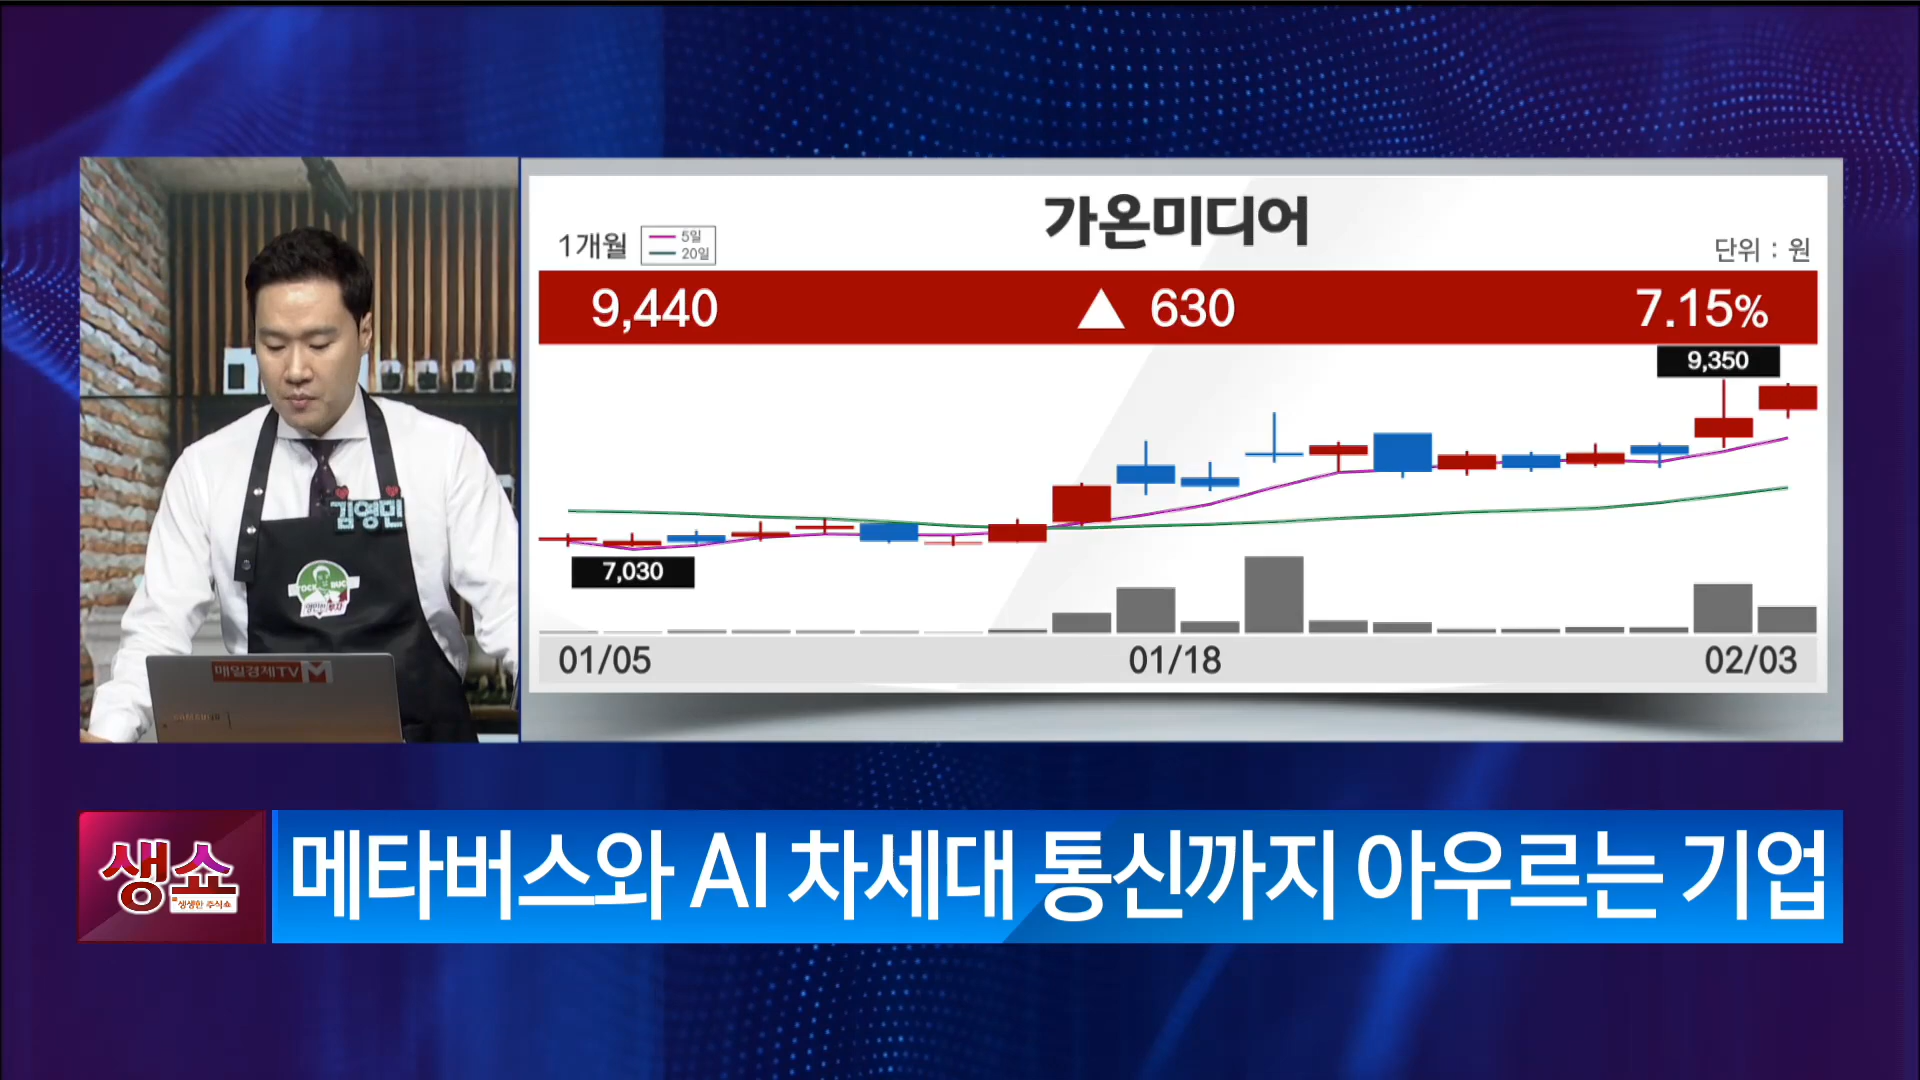 가온미디어
1개월
5일
20일
단위 : 원
9,440 ▲ 630 7.15%
9,350
7,030
01/05 01/18 02/03
김영민
매일경제TV M
SAMSUNG
생쇼
생생한 주식쇼
메타버스와 AI 차세대 통신까지 아우르는 기업